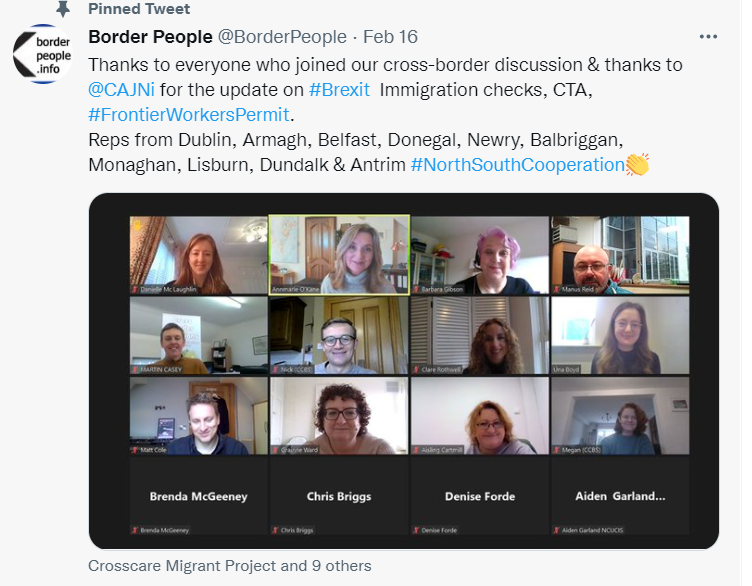 Pinned Tweet
border
people
.info
Border People @BorderPeople · Feb 16
Thanks to everyone who joined our cross-border discussion & thanks to
@CAJNi for the update on #Brexit Immigration checks, CTA,
#FrontierWorkersPermit.
Reps from Dublin, Armagh, Belfast, Donegal, Newry, Balbriggan,
Monaghan, Lisburn, Dundalk & Antrim #NorthSouthCooperation👏
Danielle Mc Laughlin
Annmarie O'Kane
Barbara Gibson
Manus Reid
MARTIN CASEY
Nick (CCBS)
Clare Rothwell
Una Boyd
Matt Cole
Grainne Ward
Aisling Cartmill
Megan (CCBS)
Brenda McGeeney
Chris Briggs
Denise Forde
Aiden Garland...
Brenda McGeeney
Chris Briggs
Denise Forde
Aiden Garland NCI/CIS
Crosscare Migrant Project and 9 others